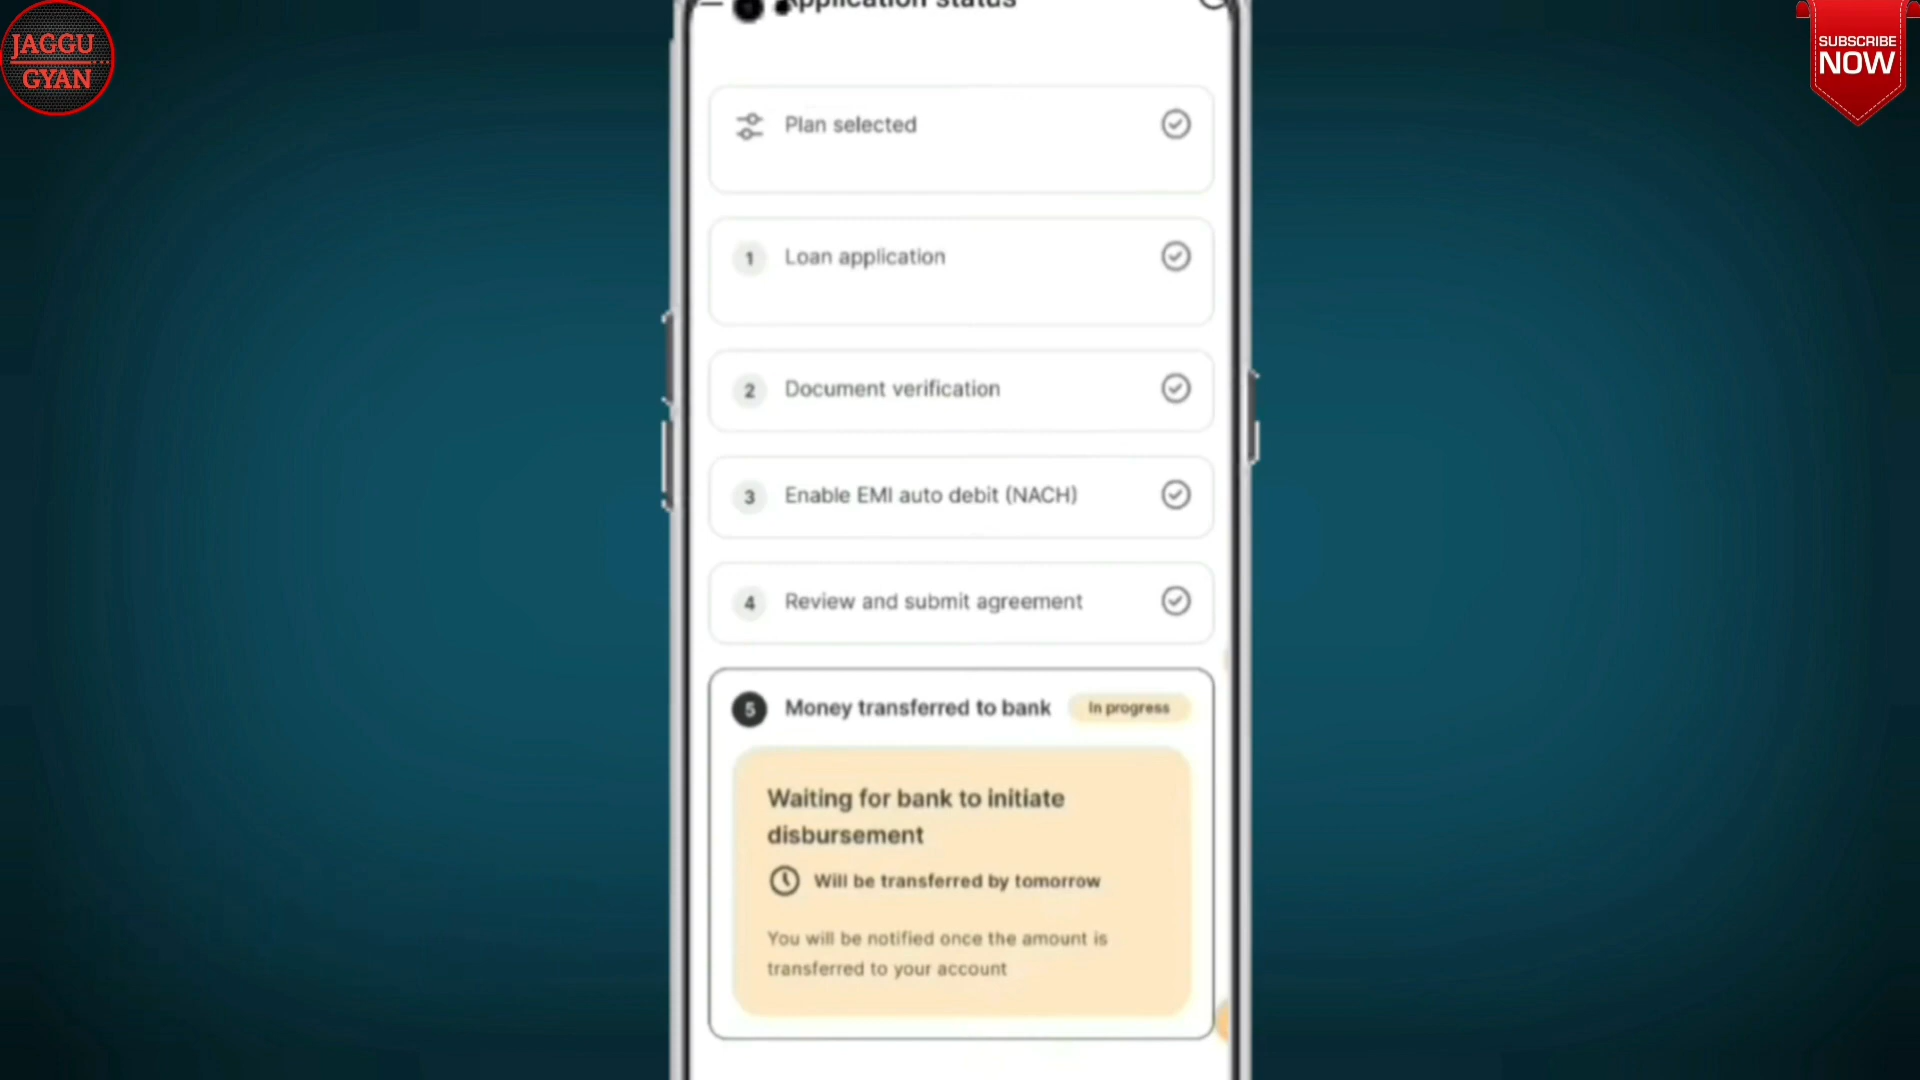 JAGGU
GYAN
SUBSCRIBE
NOW
Application status
Plan selected
1 Loan application
2 Document verification
3 Enable EMI auto debit (NACH)
4 Review and submit agreement
5 Money transferred to bank In progress
Waiting for bank to initiate
disbursement
Will be transferred by tomorrow
You will be notified once the amount is
transferred to your account